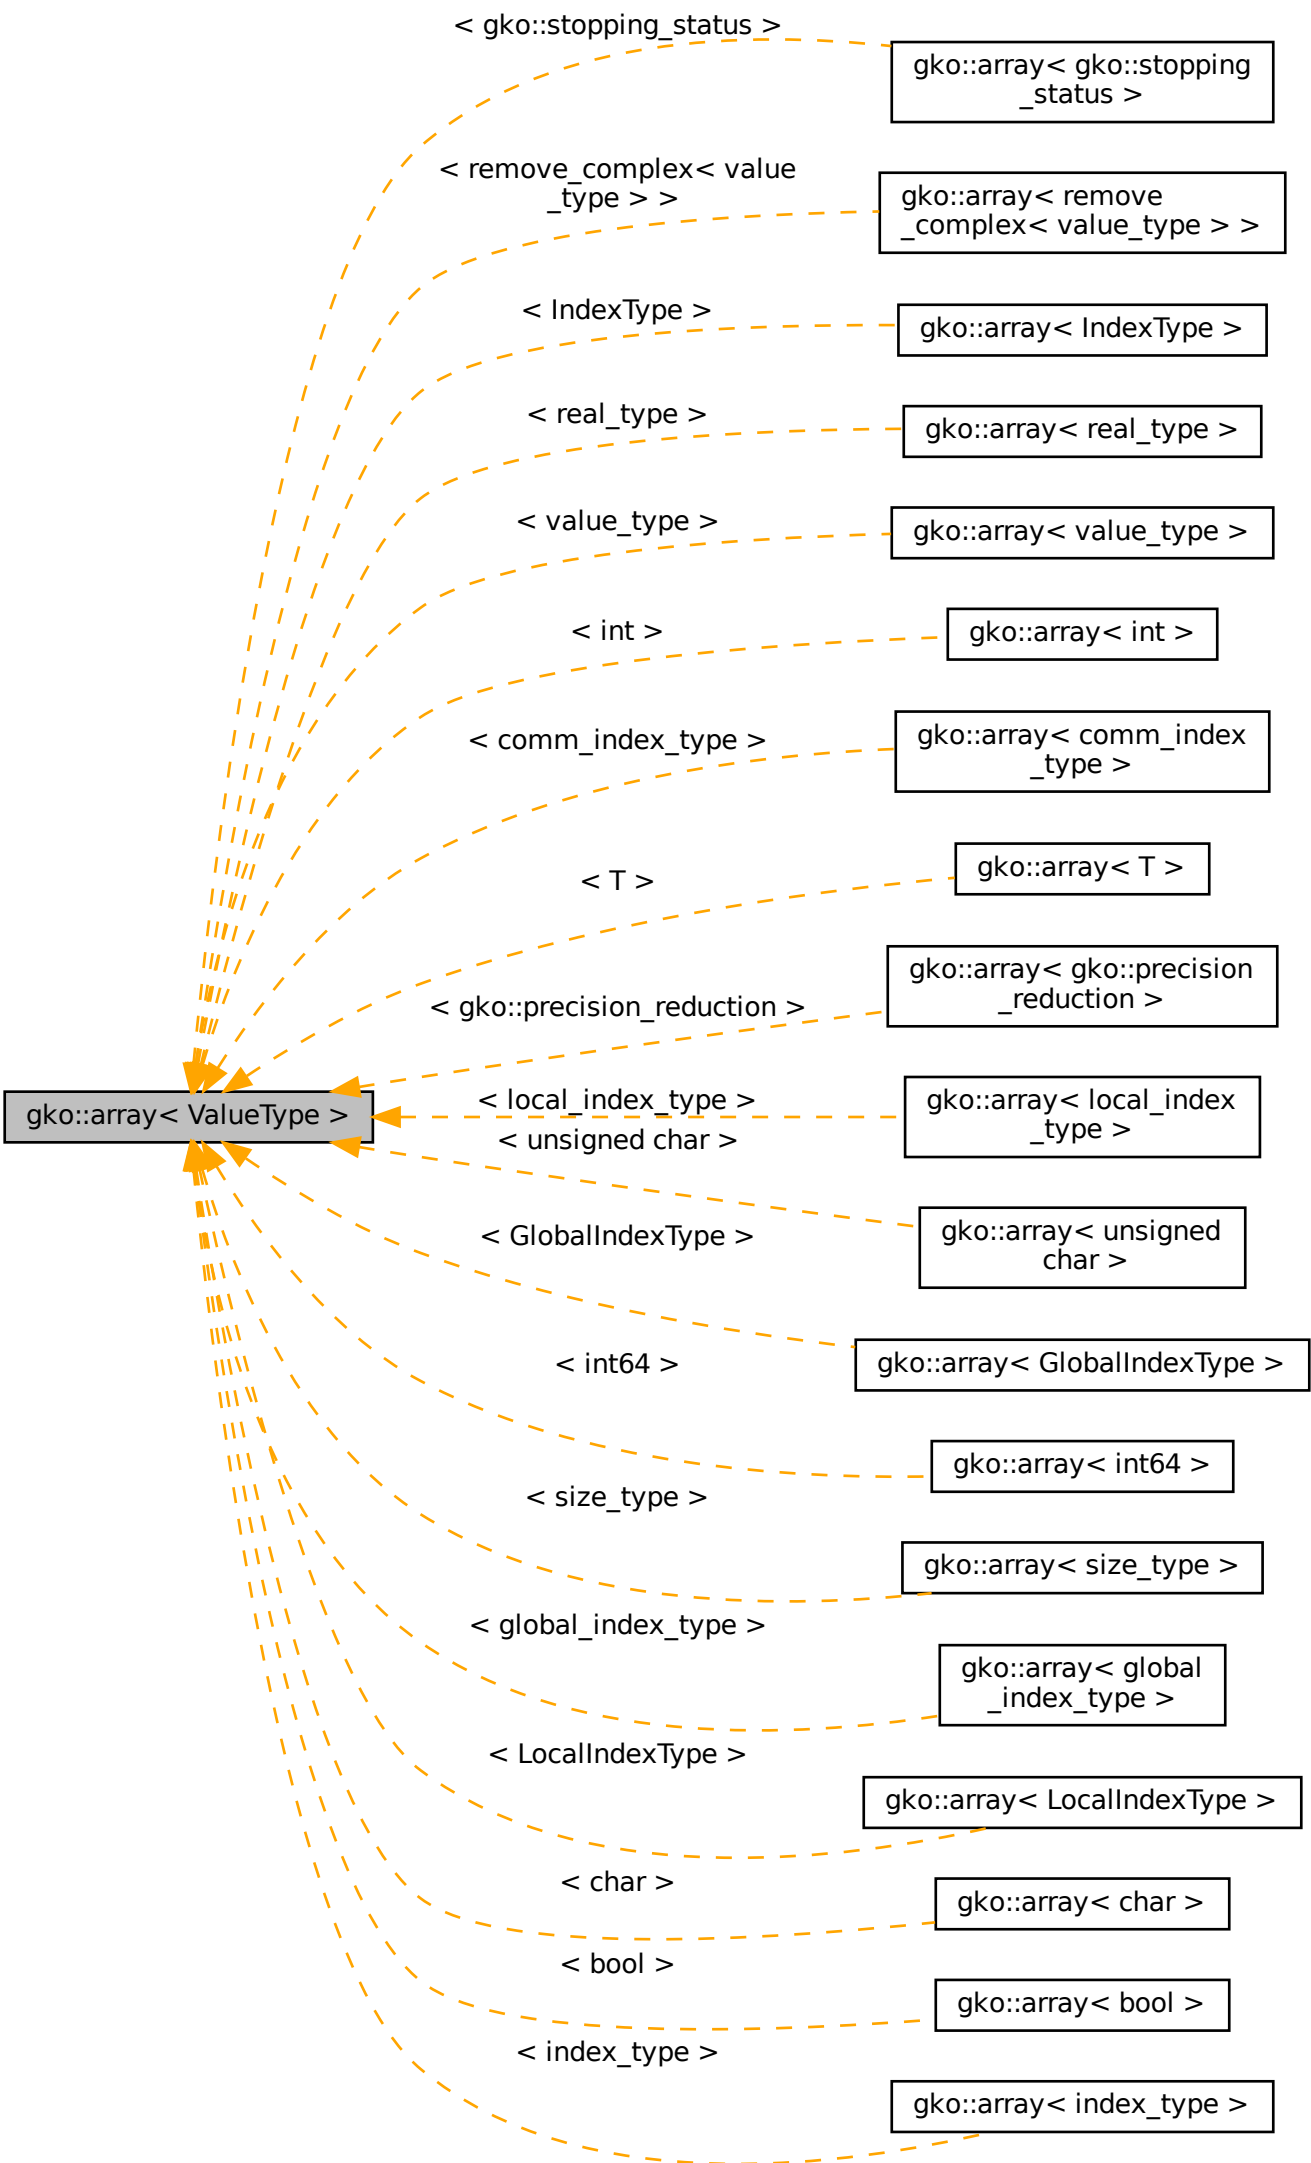 < gko::stopping_status >
gko::array< gko::stopping
_status >
< remove_complex< value
_type > >
gko::array< remove
_complex< value_type > >
< IndexType >
gko::array< IndexType >
< real_type >
gko::array< real_type >
< value_type >
gko::array< value_type >
< int >
gko::array< int >
< comm_index_type >
gko::array< comm_index
_type >
< T >
gko::array< T >
< gko::precision_reduction >
gko::array< gko::precision
_reduction >
gko::array< ValueType >
< local_index_type >
gko::array< local_index
_type >
< unsigned char >
gko::array< unsigned
char >
< GlobalIndexType >
gko::array< GlobalIndexType >
< int64 >
gko::array< int64 >
< size_type >
gko::array< size_type >
< global_index_type >
gko::array< global
_index_type >
< LocalIndexType >
gko::array< LocalIndexType >
< char >
gko::array< char >
< bool >
gko::array< bool >
< index_type >
gko::array< index_type >